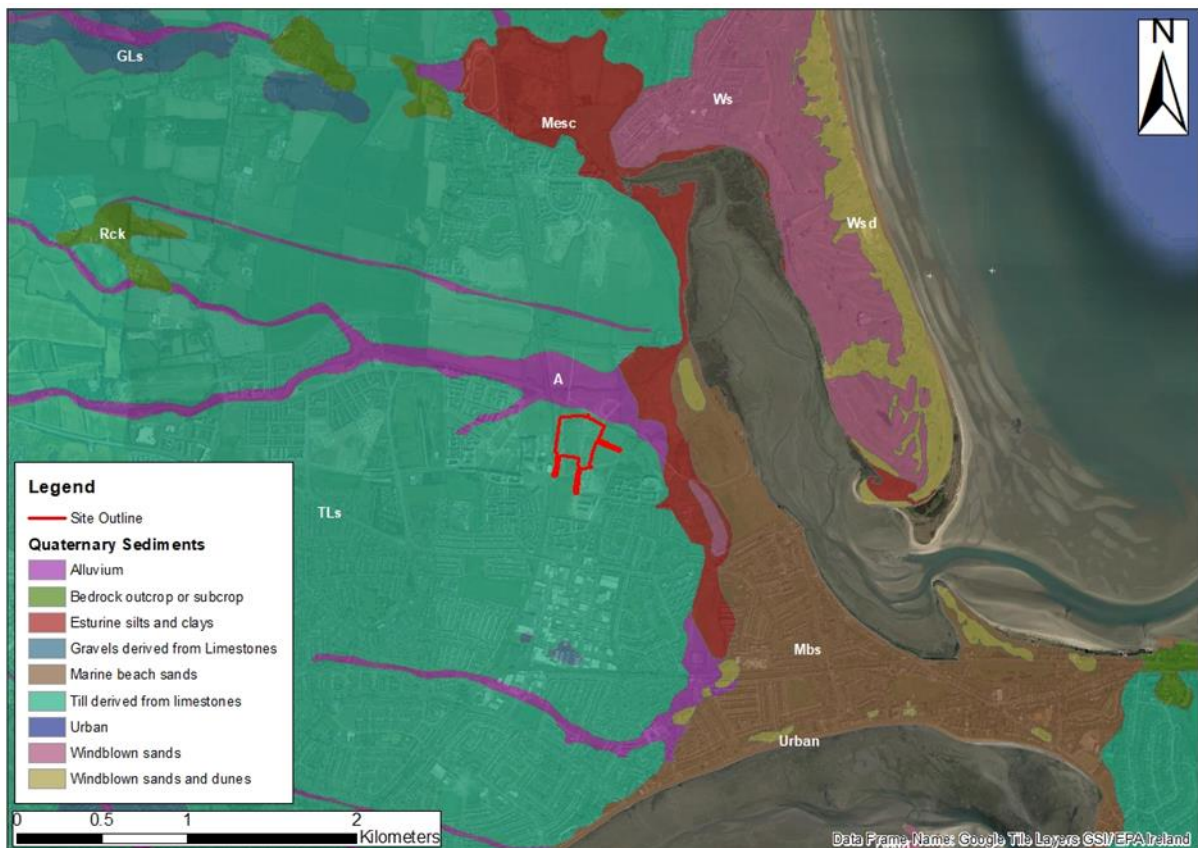 N
GLs
Ws
Mesc
Wsd
Rck
A
TLs
Mbs
Urban
Legend
Site Outline
Quaternary Sediments
Alluvium
Bedrock outcrop or subcrop
Esturine silts and clays
Gravels derived from Limestones
Marine beach sands
Till derived from limestones
Urban
Windblown sands
Windblown sands and dunes
0 0.5 1 2
Kilometers
Data Frame Name: Google Tile Layers GSI/ EPA Ireland